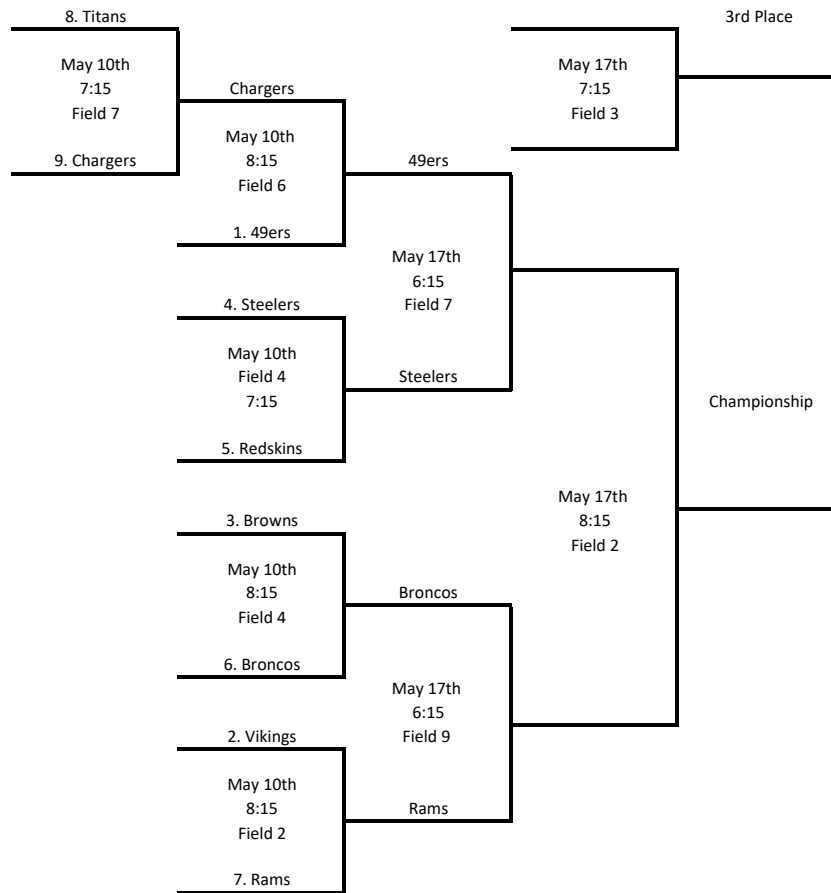 8. Titans
3rd Place
May 10th
7:15
Field 7
May 17th
7:15
Field 3
Chargers
9. Chargers
May 10th
8:15
Field 6
49ers
1. 49ers
May 17th
6:15
Field 7
4. Steelers
May 10th
Field 4
7:15
Steelers
Championship
5. Redskins
May 17th
8:15
Field 2
3. Browns
May 10th
8:15
Field 4
Broncos
6. Broncos
May 17th
6:15
Field 9
2. Vikings
May 10th
8:15
Field 2
Rams
7. Rams